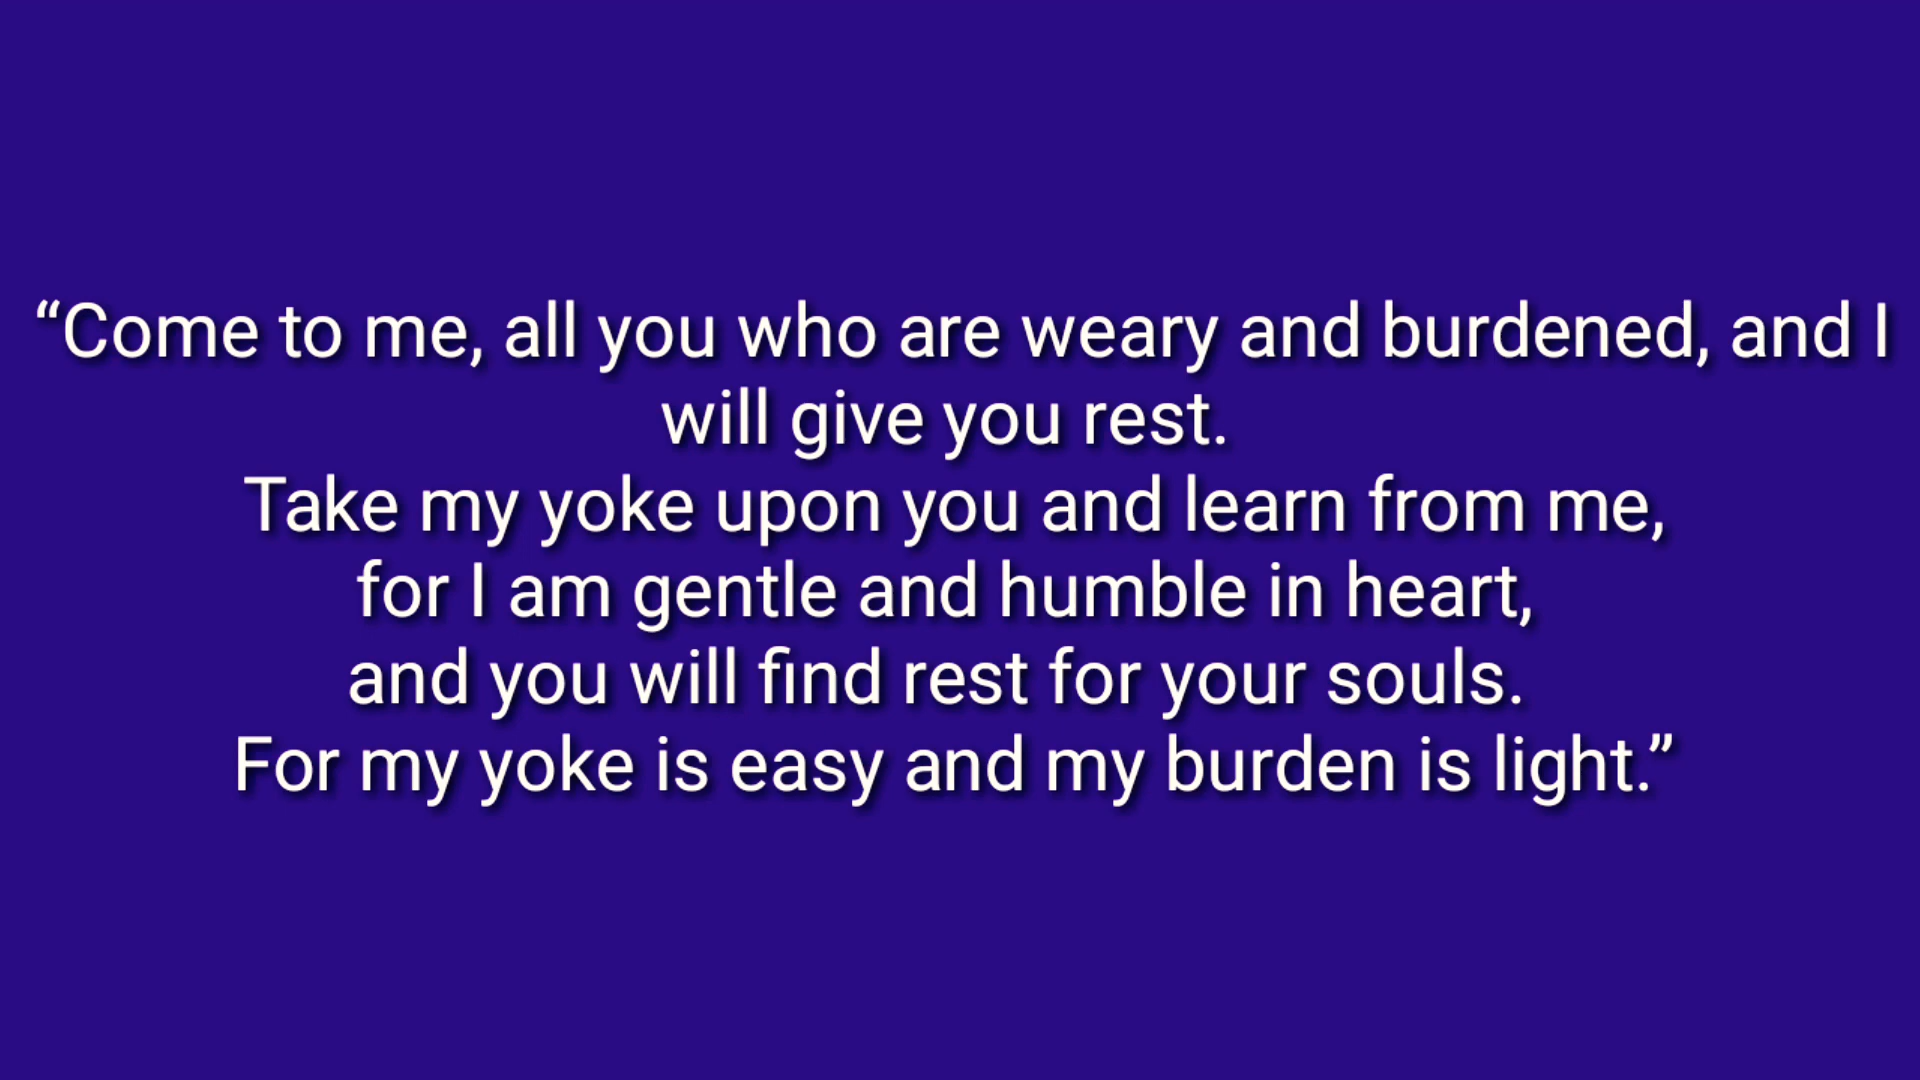 “Come to me, all you who are weary and burdened, and I
will give you rest.
Take my yoke upon you and learn from me,
for I am gentle and humble in heart,
and you will find rest for your souls.
For my yoke is easy and my burden is light.”